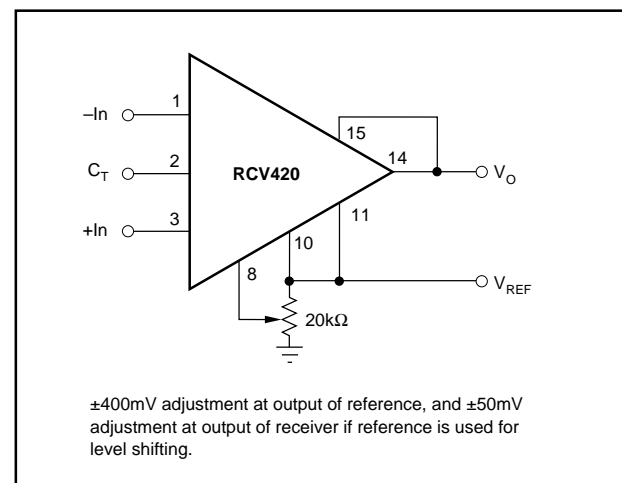 –In
1
15
14
C_T
2
RCV420
V_O
+In
3
11
10
8
V_REF
20kΩ
±400mV adjustment at output of reference, and ±50mV
adjustment at output of receiver if reference is used for
level shifting.